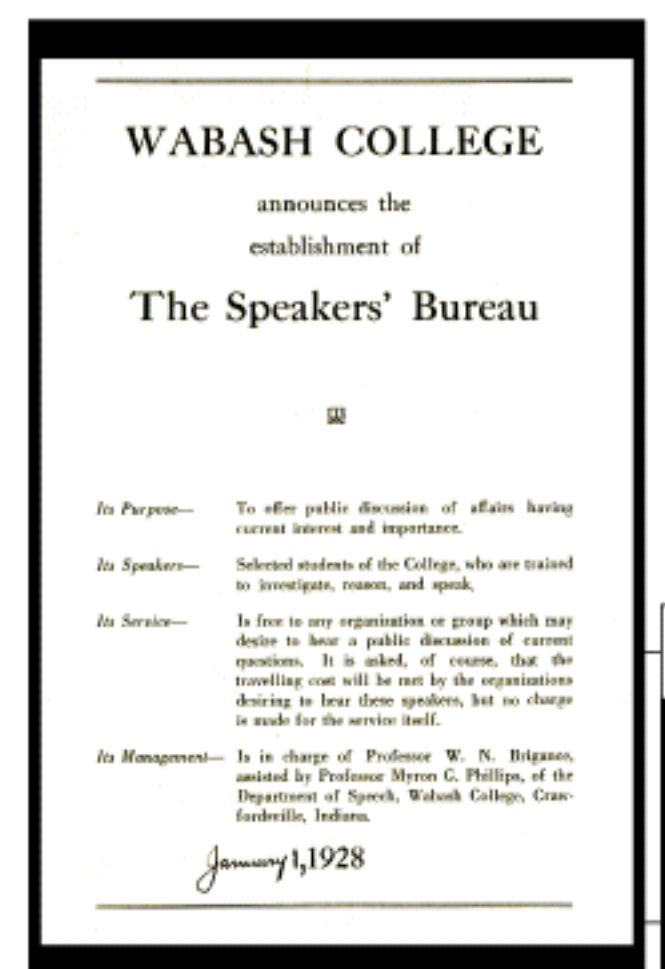 WABASH COLLEGE
announces the
establishment of
The Speakers' Bureau
Its Purpose— To offer public discussion of affairs having
current interest and importance.
Its Speakers— Selected students of the College, who are trained
to investigate, reason, and speak.
Its Service— Is free to any organization or group which may
desire to hear a public discussion of current
questions. It is asked, of course, that the
travelling cost will be met by the organizations
desiring to hear these speakers, but no charge
is made for the service itself.
Its Management— Is in charge of Professor W. N. Brigance,
assisted by Professor Myron G. Phillips, of the
Department of Speech, Wabash College, Craw-
fordsville, Indiana.
January 1, 1928